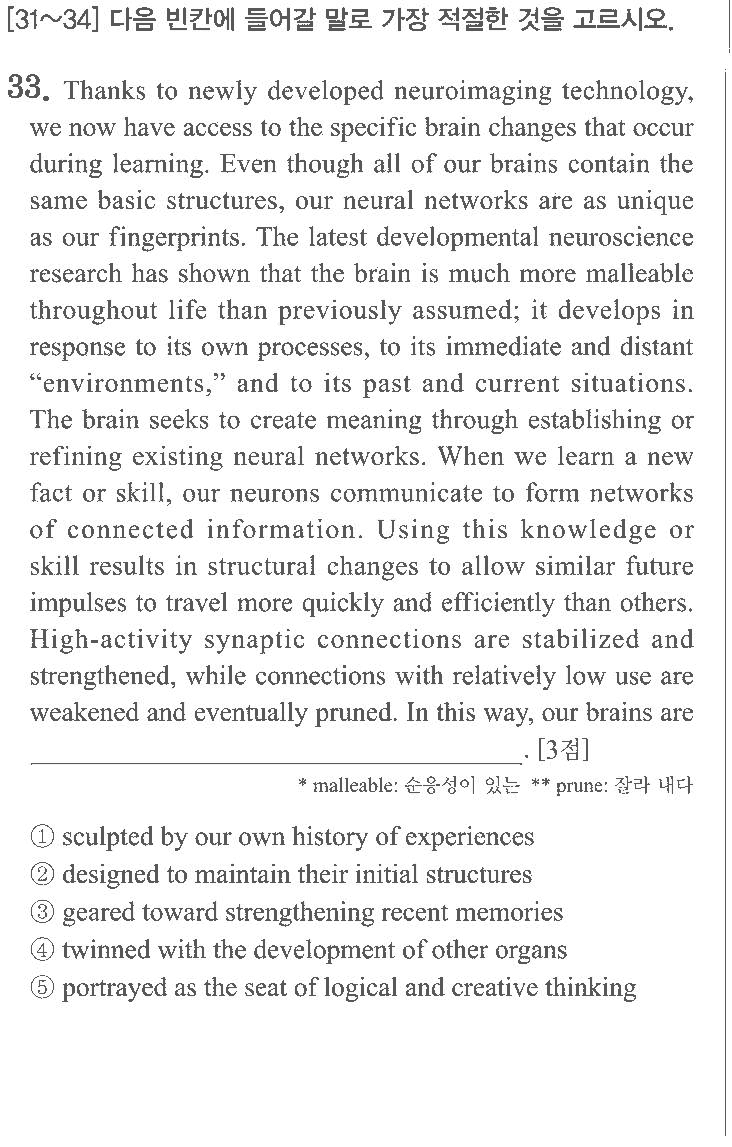 [31~34] 다음 빈칸에 들어갈 말로 가장 적절한 것을 고르시오.
33. Thanks to newly developed neuroimaging technology,
we now have access to the specific brain changes that occur
during learning. Even though all of our brains contain the
same basic structures, our neural networks are as unique
as our fingerprints. The latest developmental neuroscience
research has shown that the brain is much more malleable
throughout life than previously assumed; it develops in
response to its own processes, to its immediate and distant
“environments,” and to its past and current situations.
The brain seeks to create meaning through establishing or
refining existing neural networks. When we learn a new
fact or skill, our neurons communicate to form networks
of connected information. Using this knowledge or
skill results in structural changes to allow similar future
impulses to travel more quickly and efficiently than others.
High-activity synaptic connections are stabilized and
strengthened, while connections with relatively low use are
weakened and eventually pruned. In this way, our brains are
. [3점]
* malleable: 순응성이 있는 ** prune: 잘라 내다
① sculpted by our own history of experiences
② designed to maintain their initial structures
③ geared toward strengthening recent memories
④ twinned with the development of other organs
⑤ portrayed as the seat of logical and creative thinking